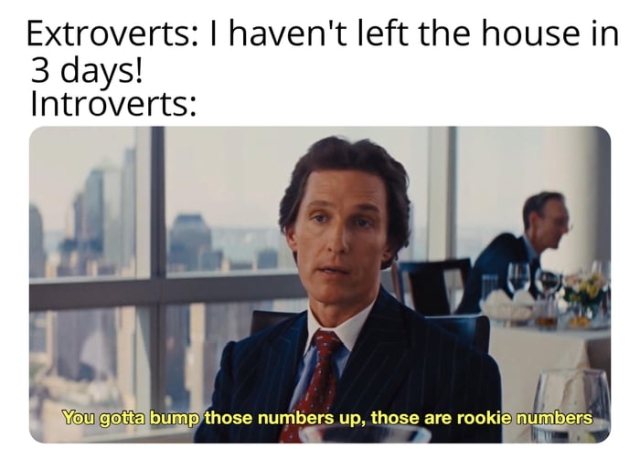 Extroverts: I haven't left the house in
3 days!
Introverts:
You gotta bump those numbers up, those are rookie numbers